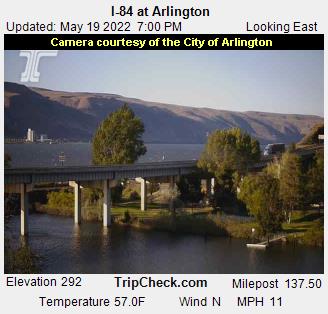 I-84 at Arlington
Updated: May 19 2022 7:00 PM Looking East
Camera courtesy of the City of Arlington
Elevation 292 TripCheck.com Milepost 137.50
Temperature 57.0F Wind N MPH 11